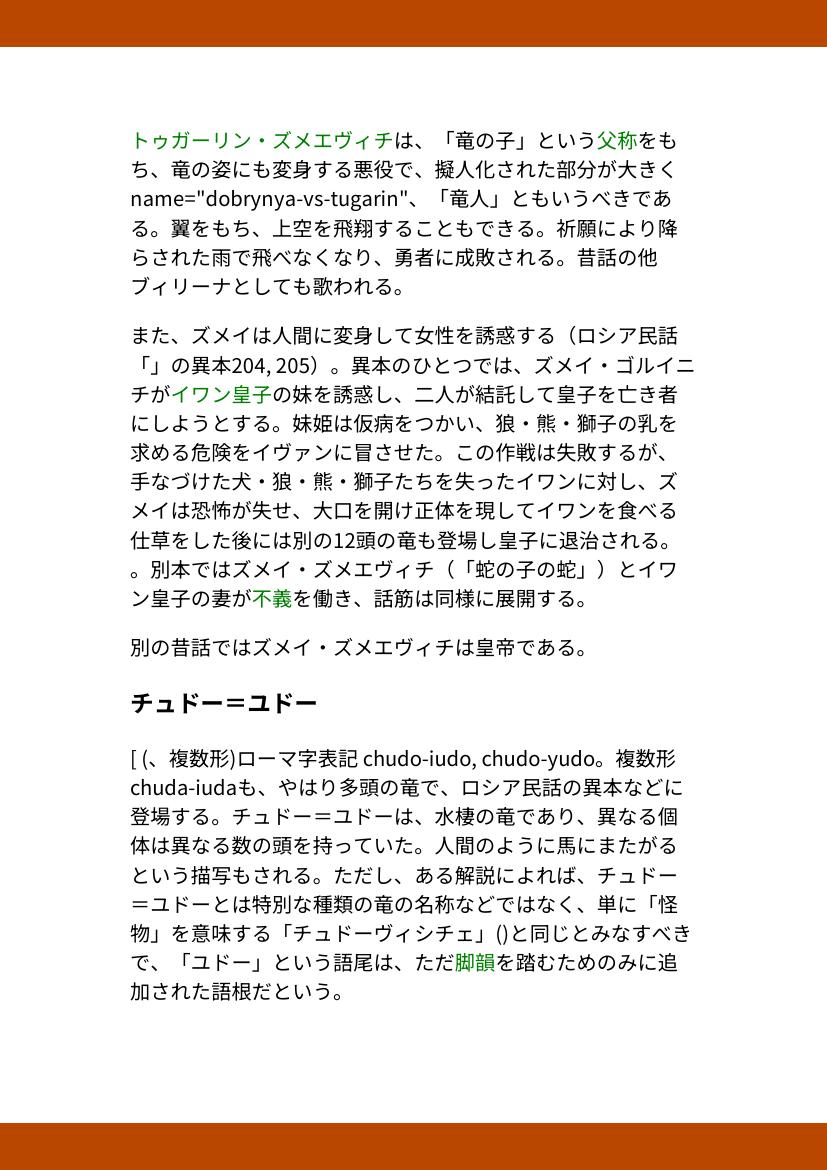 トゥガーリン・ズメエヴィチは、「竜の子」という父称をも
ち、竜の姿にも変身する悪役で、擬人化された部分が大きく
name="dobrynya-vs-tugarin"、「竜人」ともいうべきであ
る。翼をもち、上空を飛翔することもできる。祈願により降
らされた雨で飛べなくなり、勇者に成敗される。昔話の他
ブィリーナとしても歌われる。
また、ズメイは人間に変身して女性を誘惑する（ロシア民話
「」の異本204, 205）。異本のひとつでは、ズメイ・ゴルイニ
チがイワン皇子の妹を誘惑し、二人が結託して皇子を亡き者
にしようとする。妹姫は仮病をつかい、狼・熊・獅子の乳を
求める危険をイヴァンに冒させた。この作戦は失敗するが、
手なづけた犬・狼・熊・獅子たちを失ったイワンに対し、ズ
メイは恐怖が失せ、大口を開け正体を現してイワンを食べる
仕草をした後には別の12頭の竜も登場し皇子に退治される。
。別本ではズメイ・ズメエヴィチ（「蛇の子の蛇」）とイワ
ン皇子の妻が不義を働き、話筋は同様に展開する。
別の昔話ではズメイ・ズメエヴィチは皇帝である。
チュドー＝ユドー
[ (、複数形)ローマ字表記 chudo-iudo, chudo-yudo。複数形
chuda-iudaも、やはり多頭の竜で、ロシア民話の異本などに
登場する。チュドー＝ユドーは、水棲の竜であり、異なる個
体は異なる数の頭を持っていた。人間のように馬にまたがる
という描写もされる。ただし、ある解説によれば、チュドー
＝ユドーとは特別な種類の竜の名称などではなく、単に「怪
物」を意味する「チュドーヴィシチェ」()と同じとみなすべき
で、「ユドー」という語尾は、ただ脚韻を踏むためのみに追
加された語根だという。